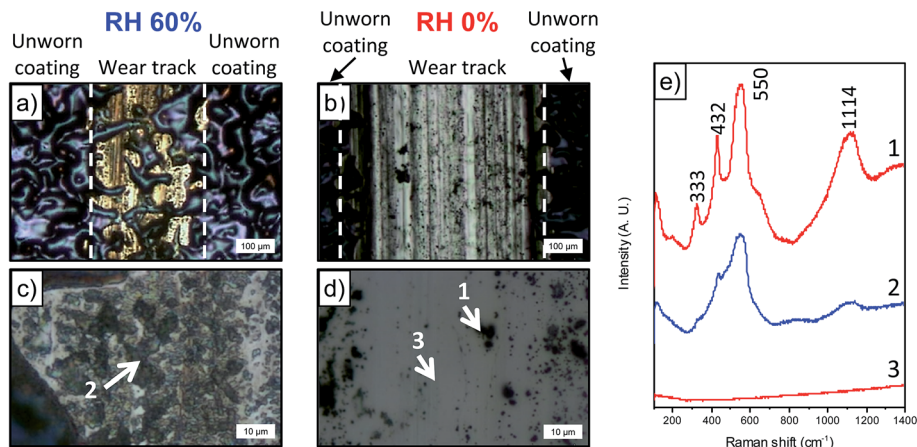 RH 60%
RH 0%
Unworn coating
Wear track
Unworn coating
Unworn coating
Wear track
Unworn coating
a)
100 µm
b)
100 µm
c)
2
10 µm
d)
1
3
10 µm
e)
333
432
550
1114
1
2
3
Intensity (A. U.)
200 400 600 800 1000 1200 1400
Raman shift (cm⁻¹)